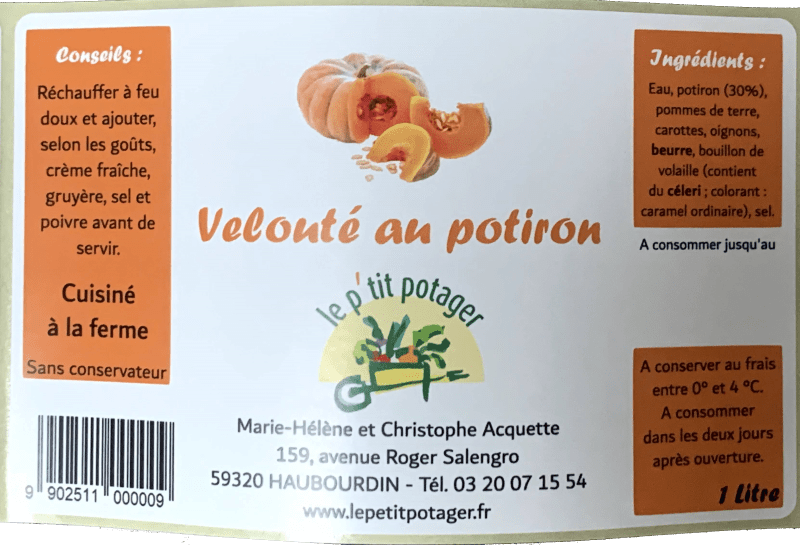 Conseils :
Réchauffer à feu
doux et ajouter,
selon les goûts,
crème fraîche,
gruyère, sel et
poivre avant de
servir.
Cuisiné
à la ferme
Sans conservateur
9 902511 000009
Velouté au potiron
le p'tit potager
Marie-Hélène et Christophe Acquette
159, avenue Roger Salengro
59320 HAUBOURDIN - Tél. 03 20 07 15 54
www.lepetitpotager.fr
Ingrédients :
Eau, potiron (30%),
pommes de terre,
carottes, oignons,
beurre, bouillon de
volaille (contient
du céleri ; colorant :
caramel ordinaire), sel.
A consommer jusqu'au
A conserver au frais
entre 0° et 4 °C.
A consommer
dans les deux jours
après ouverture.
1 Litre